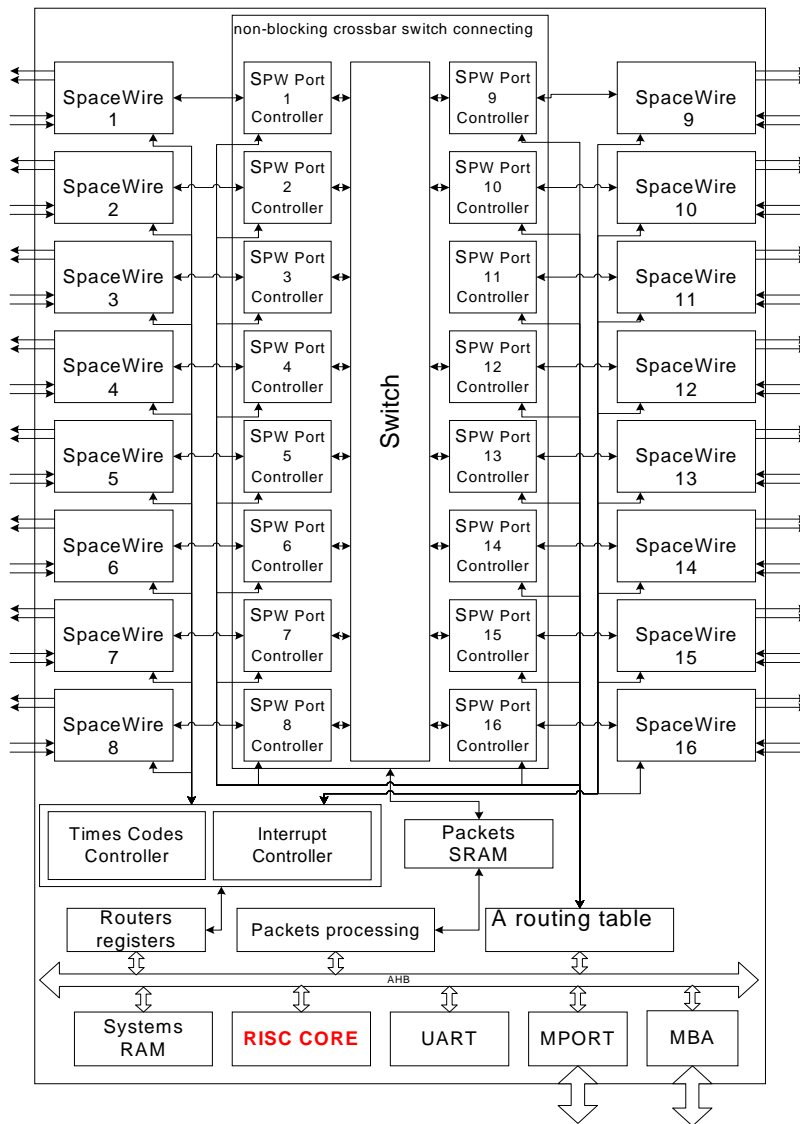 non-blocking crossbar switch connecting
SpaceWire
1
SPW Port
1
Controller
SPW Port
9
Controller
SpaceWire
9
SpaceWire
2
SPW Port
2
Controller
SPW Port
10
Controller
SpaceWire
10
SpaceWire
3
SPW Port
3
Controller
SPW Port
11
Controller
SpaceWire
11
SpaceWire
4
SPW Port
4
Controller
Switch
SPW Port
12
Controller
SpaceWire
12
SpaceWire
5
SPW Port
5
Controller
SPW Port
13
Controller
SpaceWire
13
SpaceWire
6
SPW Port
6
Controller
SPW Port
14
Controller
SpaceWire
14
SpaceWire
7
SPW Port
7
Controller
SPW Port
15
Controller
SpaceWire
15
SpaceWire
8
SPW Port
8
Controller
SPW Port
16
Controller
SpaceWire
16
Times Codes
Controller
Interrupt
Controller
Packets
SRAM
Routers
registers
Packets processing
A routing table
AHB
Systems
RAM
RISC CORE
UART
MPORT
MBA